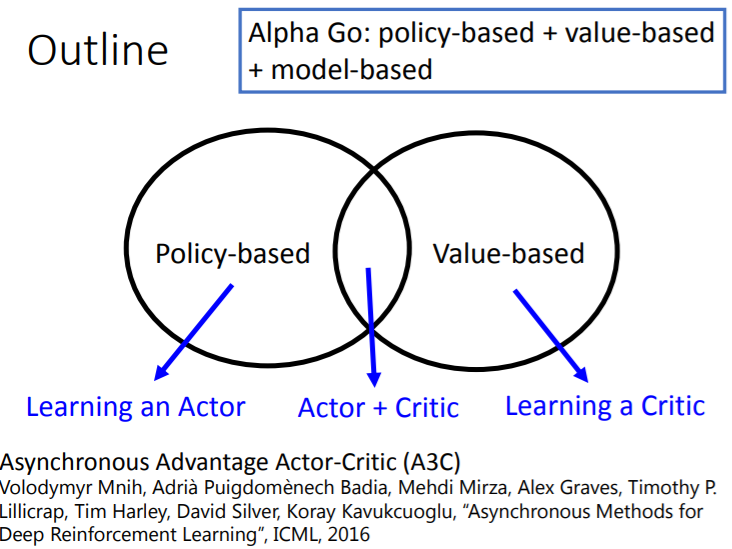 Outline
Alpha Go: policy-based + value-based
+ model-based
Policy-based
Value-based
Learning an Actor
Actor + Critic
Learning a Critic
Asynchronous Advantage Actor-Critic (A3C)
Volodymyr Mnih, Adrià Puigdomènech Badia, Mehdi Mirza, Alex Graves, Timothy P.
Lillicrap, Tim Harley, David Silver, Koray Kavukcuoglu, “Asynchronous Methods for
Deep Reinforcement Learning”, ICML, 2016